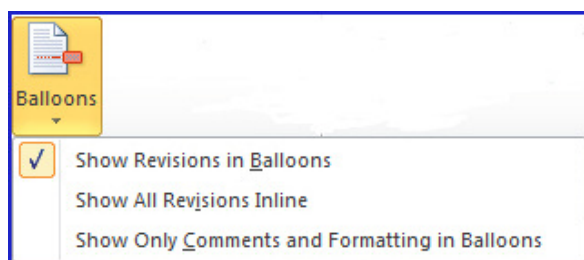 Balloons
Show Revisions in Balloons
Show All Revisions Inline
Show Only Comments and Formatting in Balloons